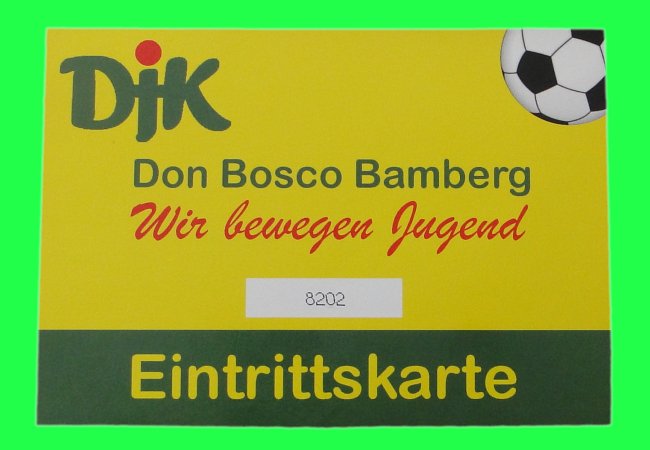 DJK
Don Bosco Bamberg
Wir bewegen Jugend
8202
Eintrittskarte